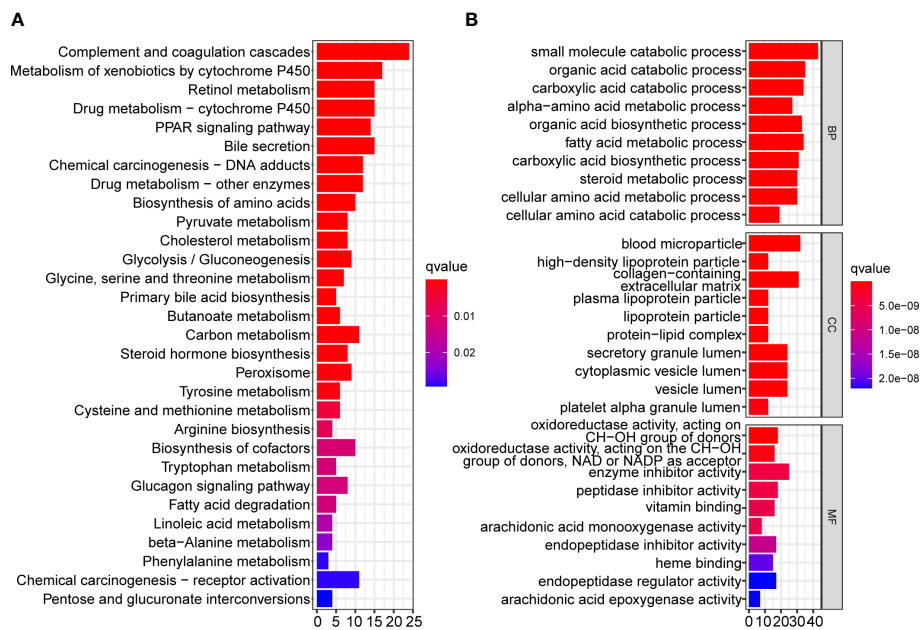 A
Complement and coagulation cascades
Metabolism of xenobiotics by cytochrome P450
Retinol metabolism
Drug metabolism − cytochrome P450
PPAR signaling pathway
Bile secretion
Chemical carcinogenesis − DNA adducts
Drug metabolism − other enzymes
Biosynthesis of amino acids
Pyruvate metabolism
Cholesterol metabolism
Glycolysis / Gluconeogenesis
Glycine, serine and threonine metabolism
Primary bile acid biosynthesis
Butanoate metabolism
Carbon metabolism
Steroid hormone biosynthesis
Peroxisome
Tyrosine metabolism
Cysteine and methionine metabolism
Arginine biosynthesis
Biosynthesis of cofactors
Tryptophan metabolism
Glucagon signaling pathway
Fatty acid degradation
Linoleic acid metabolism
beta−Alanine metabolism
Phenylalanine metabolism
Chemical carcinogenesis − receptor activation
Pentose and glucuronate interconversions
0 5 10 15 20 25
qvalue
0.01
0.02
B
small molecule catabolic process
organic acid catabolic process
carboxylic acid catabolic process
alpha−amino acid metabolic process
organic acid biosynthetic process
fatty acid metabolic process
carboxylic acid biosynthetic process
steroid metabolic process
cellular amino acid metabolic process
cellular amino acid catabolic process
BP
blood microparticle
high−density lipoprotein particle
collagen−containing
extracellular matrix
plasma lipoprotein particle
lipoprotein particle
protein−lipid complex
secretory granule lumen
cytoplasmic vesicle lumen
vesicle lumen
platelet alpha granule lumen
CC
oxidoreductase activity, acting on
CH−OH group of donors
oxidoreductase activity, acting on the CH−OH
group of donors, NAD or NADP as acceptor
enzyme inhibitor activity
peptidase inhibitor activity
vitamin binding
arachidonic acid monooxygenase activity
endopeptidase inhibitor activity
heme binding
endopeptidase regulator activity
arachidonic acid epoxygenase activity
MF
0 10 20 30 40
qvalue
5.0e−09
1.0e−08
1.5e−08
2.0e−08